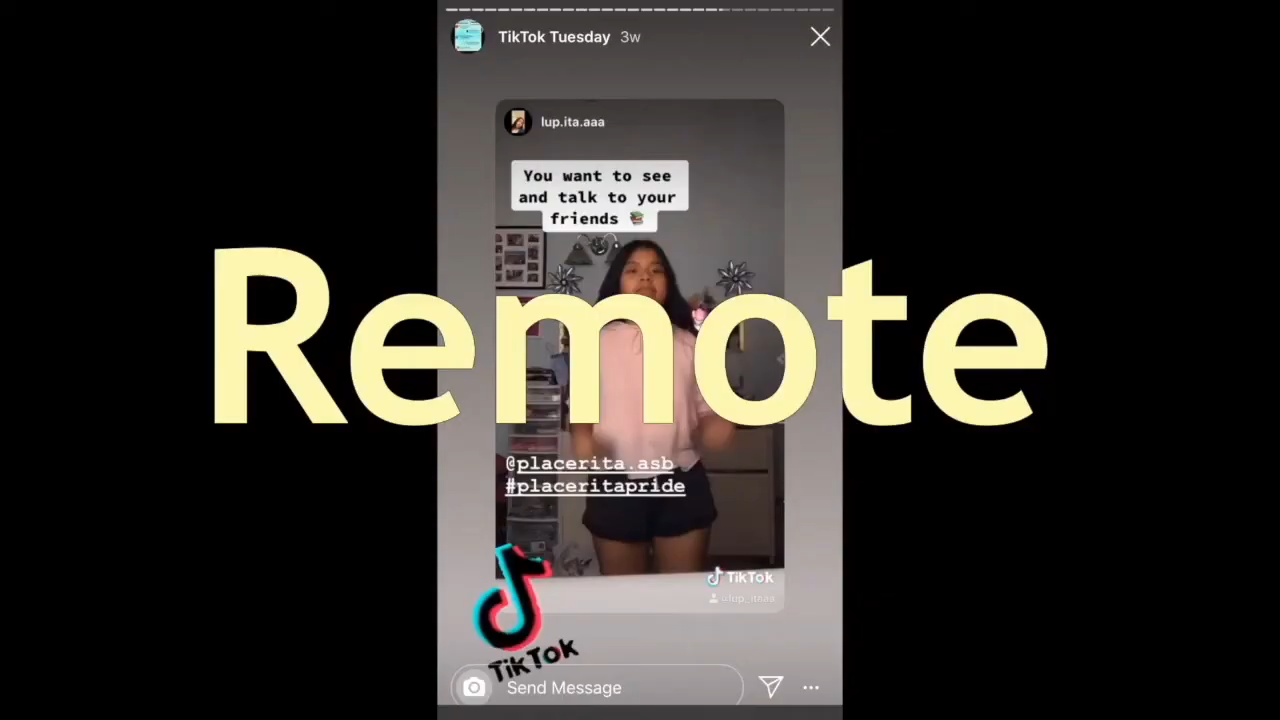 TikTok Tuesday 3w
lup.ita.aaa
You want to see
and talk to your
friends
Remote
@placerita.asb
#placeritapride
TikTok
TikTok
Send Message